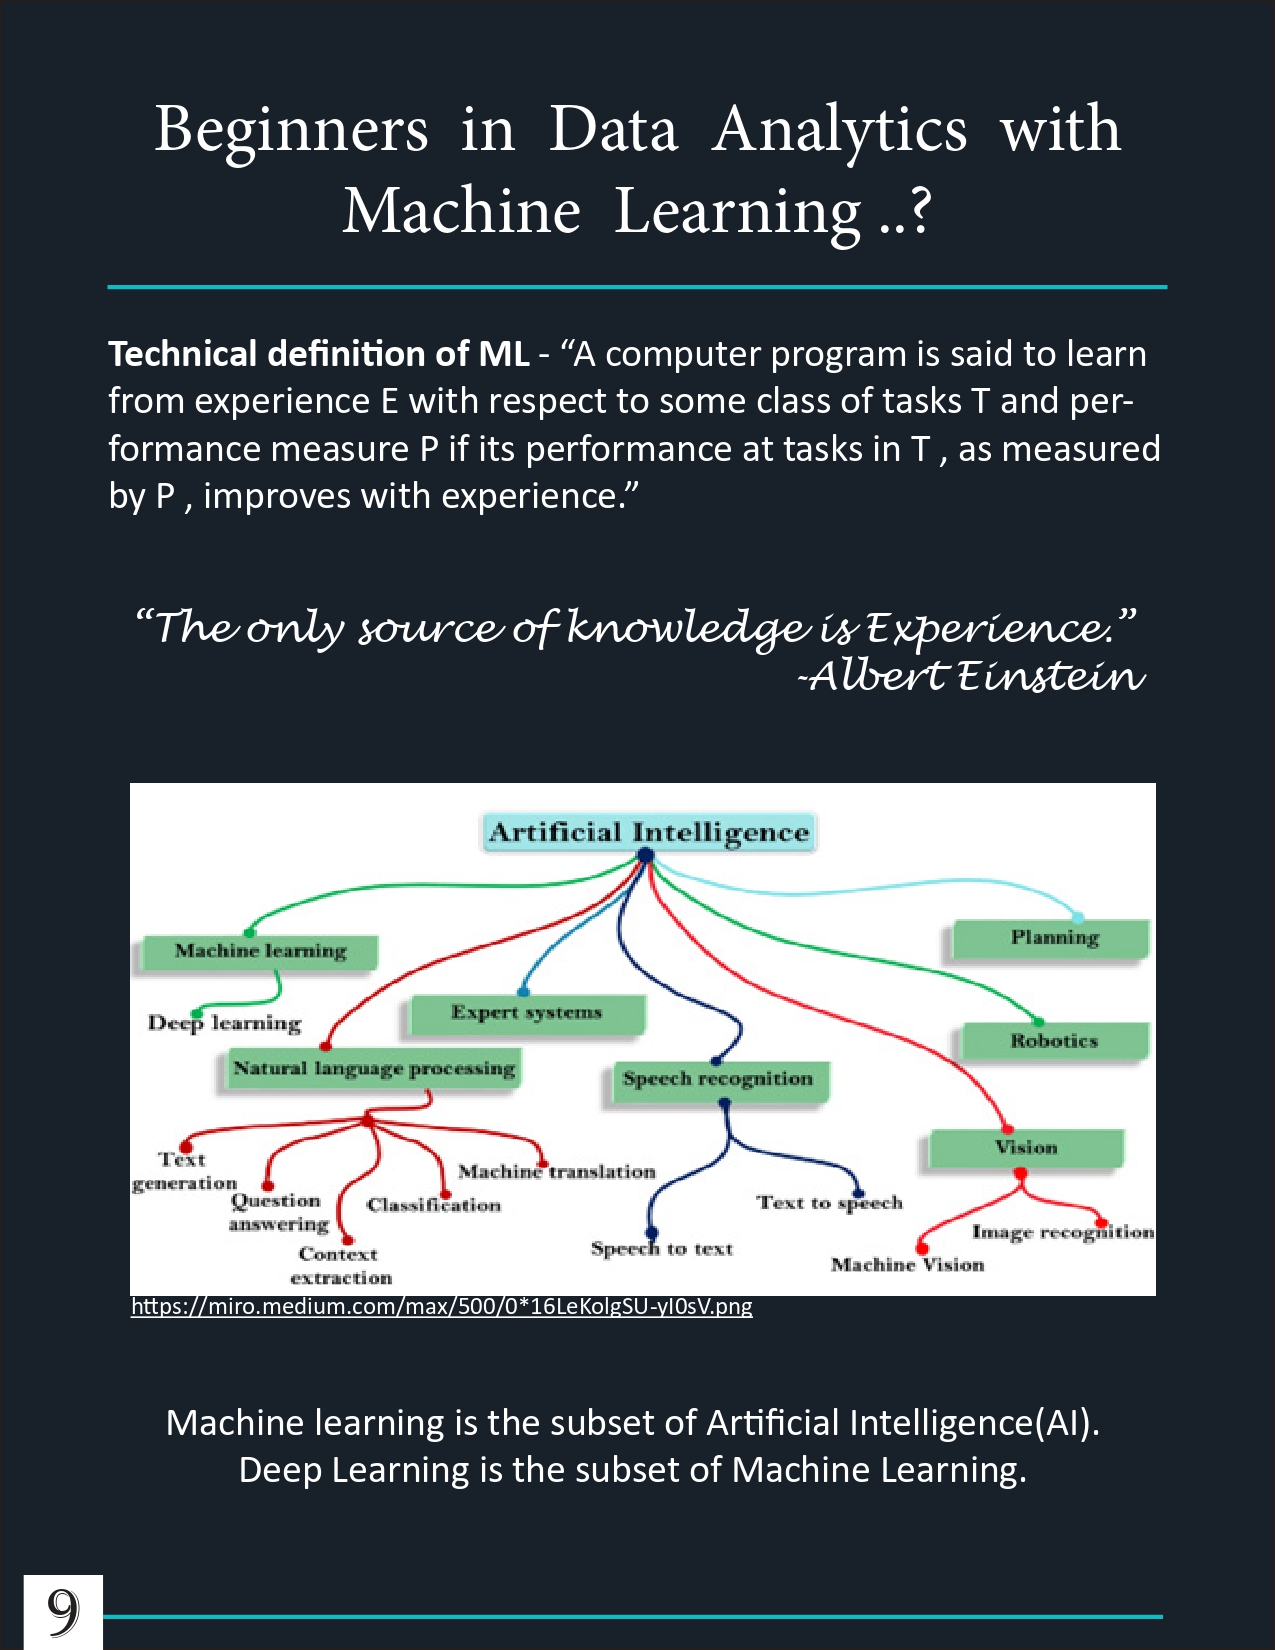 Beginners in Data Analytics with
Machine Learning ..?
Technical definition of ML - “A computer program is said to learn
from experience E with respect to some class of tasks T and per-
formance measure P if its performance at tasks in T , as measured
by P , improves with experience.”
“The only source of knowledge is Experience.”
-Albert Einstein
Artificial Intelligence
Machine learning
Planning
Deep learning
Expert systems
Robotics
Natural language processing
Speech recognition
Vision
Text
generation
Question
answering
Context
extraction
Classification
Machine translation
Speech to text
Text to speech
Machine Vision
Image recognition
https://miro.medium.com/max/500/0*16LeKolgSU-yI0sV.png
Machine learning is the subset of Artificial Intelligence(AI).
Deep Learning is the subset of Machine Learning.
9